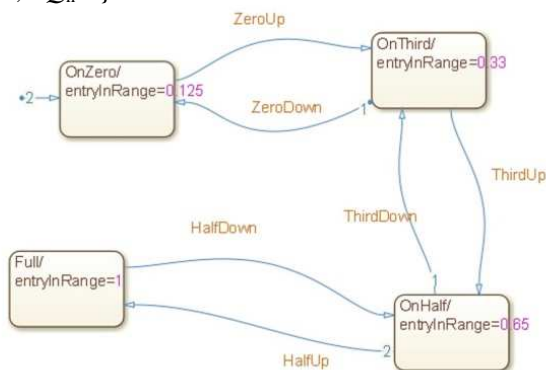 ZeroUp
OnZero/
entryInRange=0.125
2
OnThird/
entryInRange=0.33
1
ZeroDown
ThirdUp
ThirdDown
HalfDown
Full/
entryInRange=1
1
OnHalf/
entryInRange=0.65
2
HalfUp